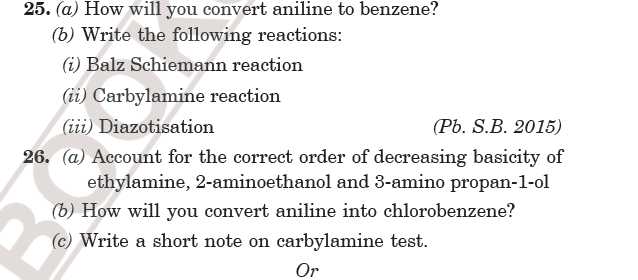 25. (a) How will you convert aniline to benzene?
(b) Write the following reactions:
(i) Balz Schiemann reaction
(ii) Carbylamine reaction
(iii) Diazotisation (Pb. S.B. 2015)
26. (a) Account for the correct order of decreasing basicity of
ethylamine, 2-aminoethanol and 3-amino propan-1-ol
(b) How will you convert aniline into chlorobenzene?
(c) Write a short note on carbylamine test.
Or